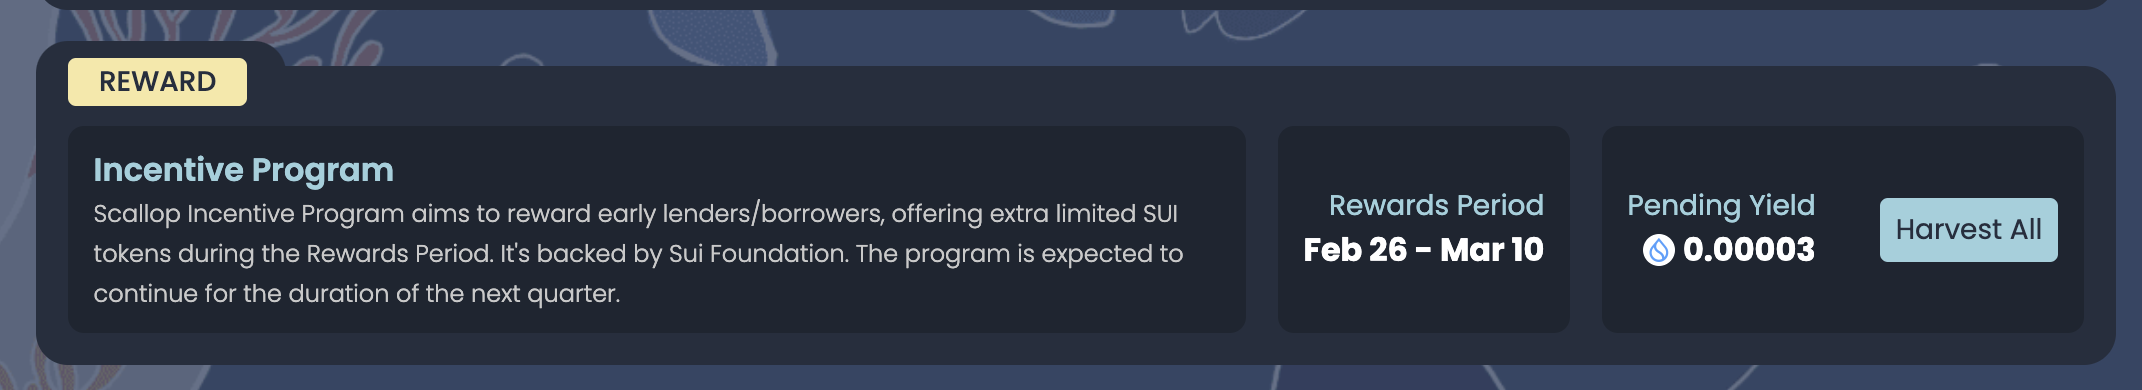 REWARD
Incentive Program
Scallop Incentive Program aims to reward early lenders/borrowers, offering extra limited SUI
tokens during the Rewards Period. It's backed by Sui Foundation. The program is expected to
continue for the duration of the next quarter.
Rewards Period
Feb 26 - Mar 10
Pending Yield
0.00003
Harvest All